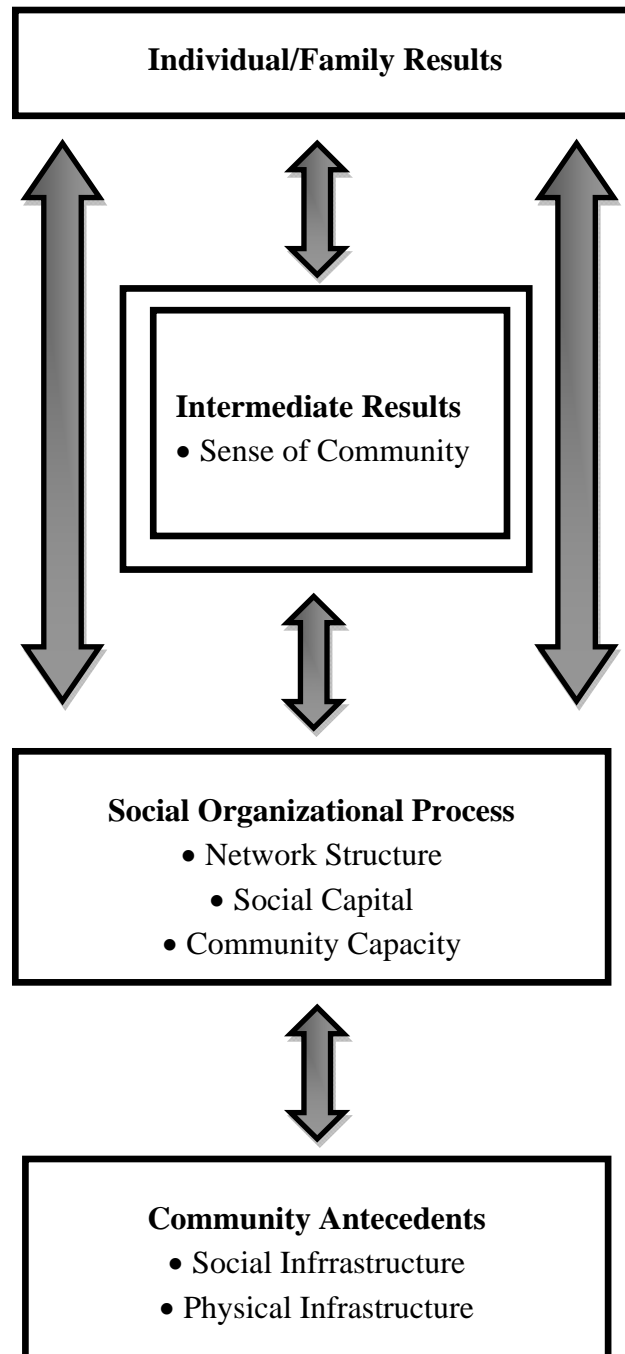 Individual/Family Results
Intermediate Results
• Sense of Community
Social Organizational Process
• Network Structure
• Social Capital
• Community Capacity
Community Antecedents
• Social Infrrastructure
• Physical Infrastructure